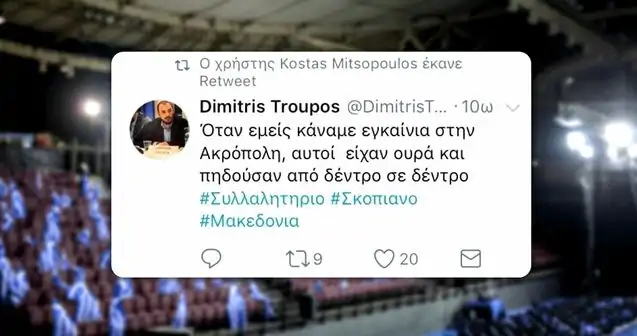 Ο χρήστης Kostas Mitsopoulos έκανε
Retweet
Dimitris Troupos @DimitrisT... · 10ω
Όταν εμείς κάναμε εγκαίνια στην
Ακρόπολη, αυτοί είχαν ουρά και
πηδούσαν από δέντρο σε δέντρο
#Συλλαλητηριο #Σκοπιανο
#Μακεδονια
9
20